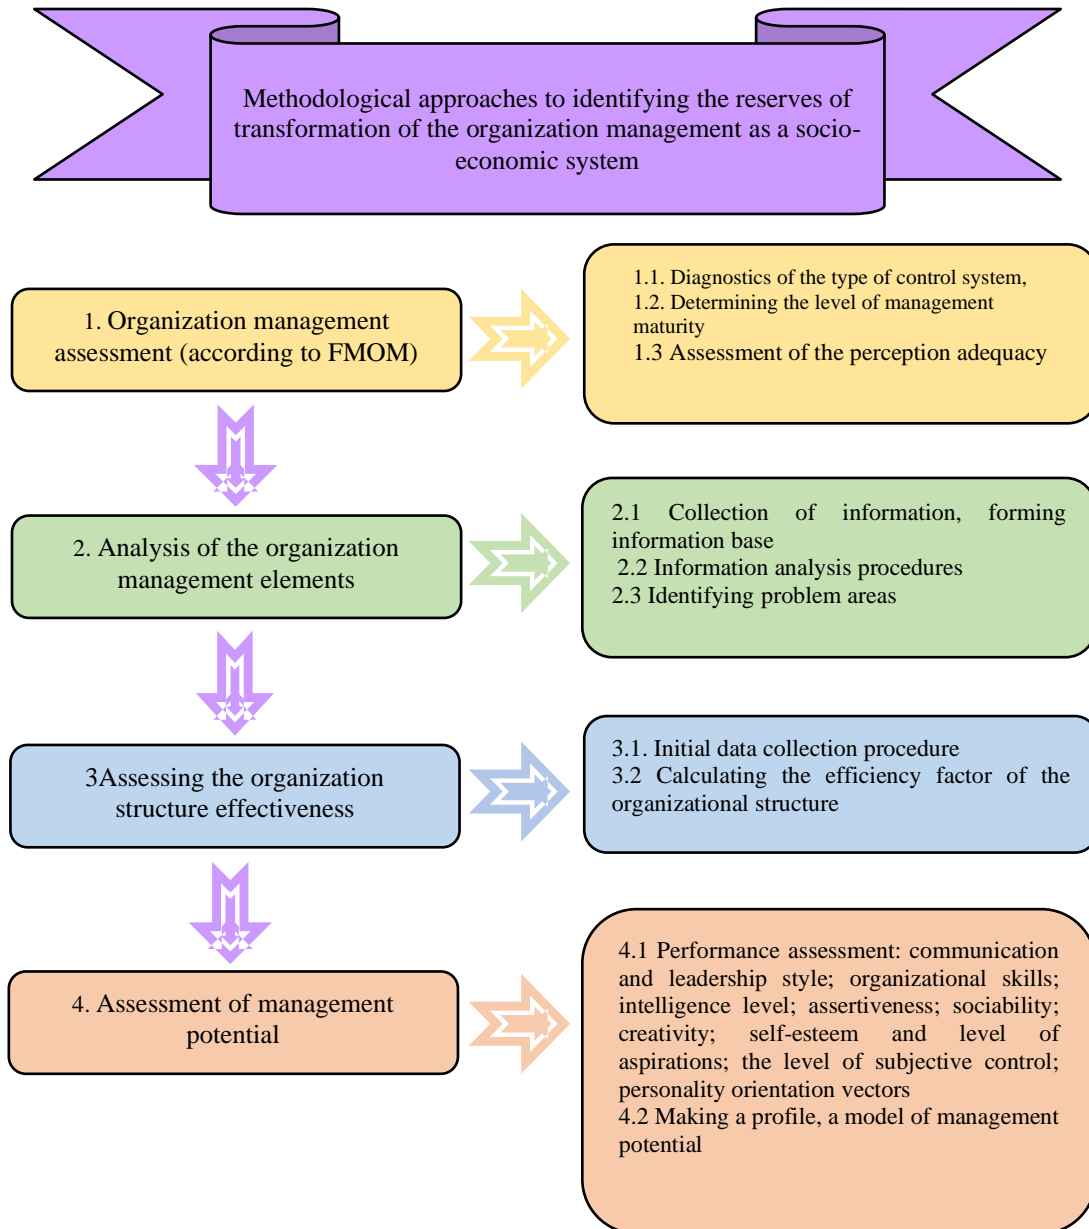 Methodological approaches to identifying the reserves of
transformation of the organization management as a socio-
economic system
1. Organization management
assessment (according to FMOM)
1.1. Diagnostics of the type of control system,
1.2. Determining the level of management
maturity
1.3 Assessment of the perception adequacy
2. Analysis of the organization
management elements
2.1 Collection of information, forming
information base
2.2 Information analysis procedures
2.3 Identifying problem areas
3Assessing the organization
structure effectiveness
3.1. Initial data collection procedure
3.2 Calculating the efficiency factor of the
organizational structure
4. Assessment of management
potential
4.1 Performance assessment: communication
and leadership style; organizational skills;
intelligence level; assertiveness; sociability;
creativity; self-esteem and level of
aspirations; the level of subjective control;
personality orientation vectors
4.2 Making a profile, a model of management
potential